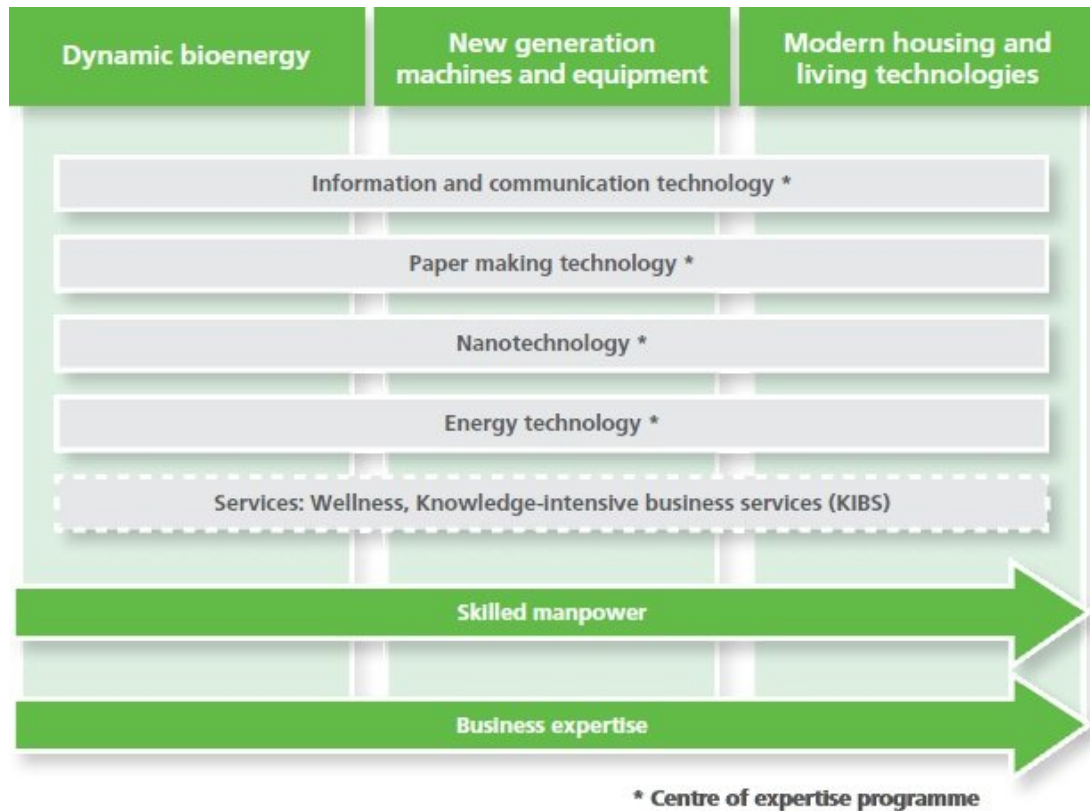 Dynamic bioenergy
New generation
machines and equipment
Modern housing and
living technologies
Information and communication technology *
Paper making technology *
Nanotechnology *
Energy technology *
Services: Wellness, Knowledge-intensive business services (KIBS)
Skilled manpower
Business expertise
* Centre of expertise programme